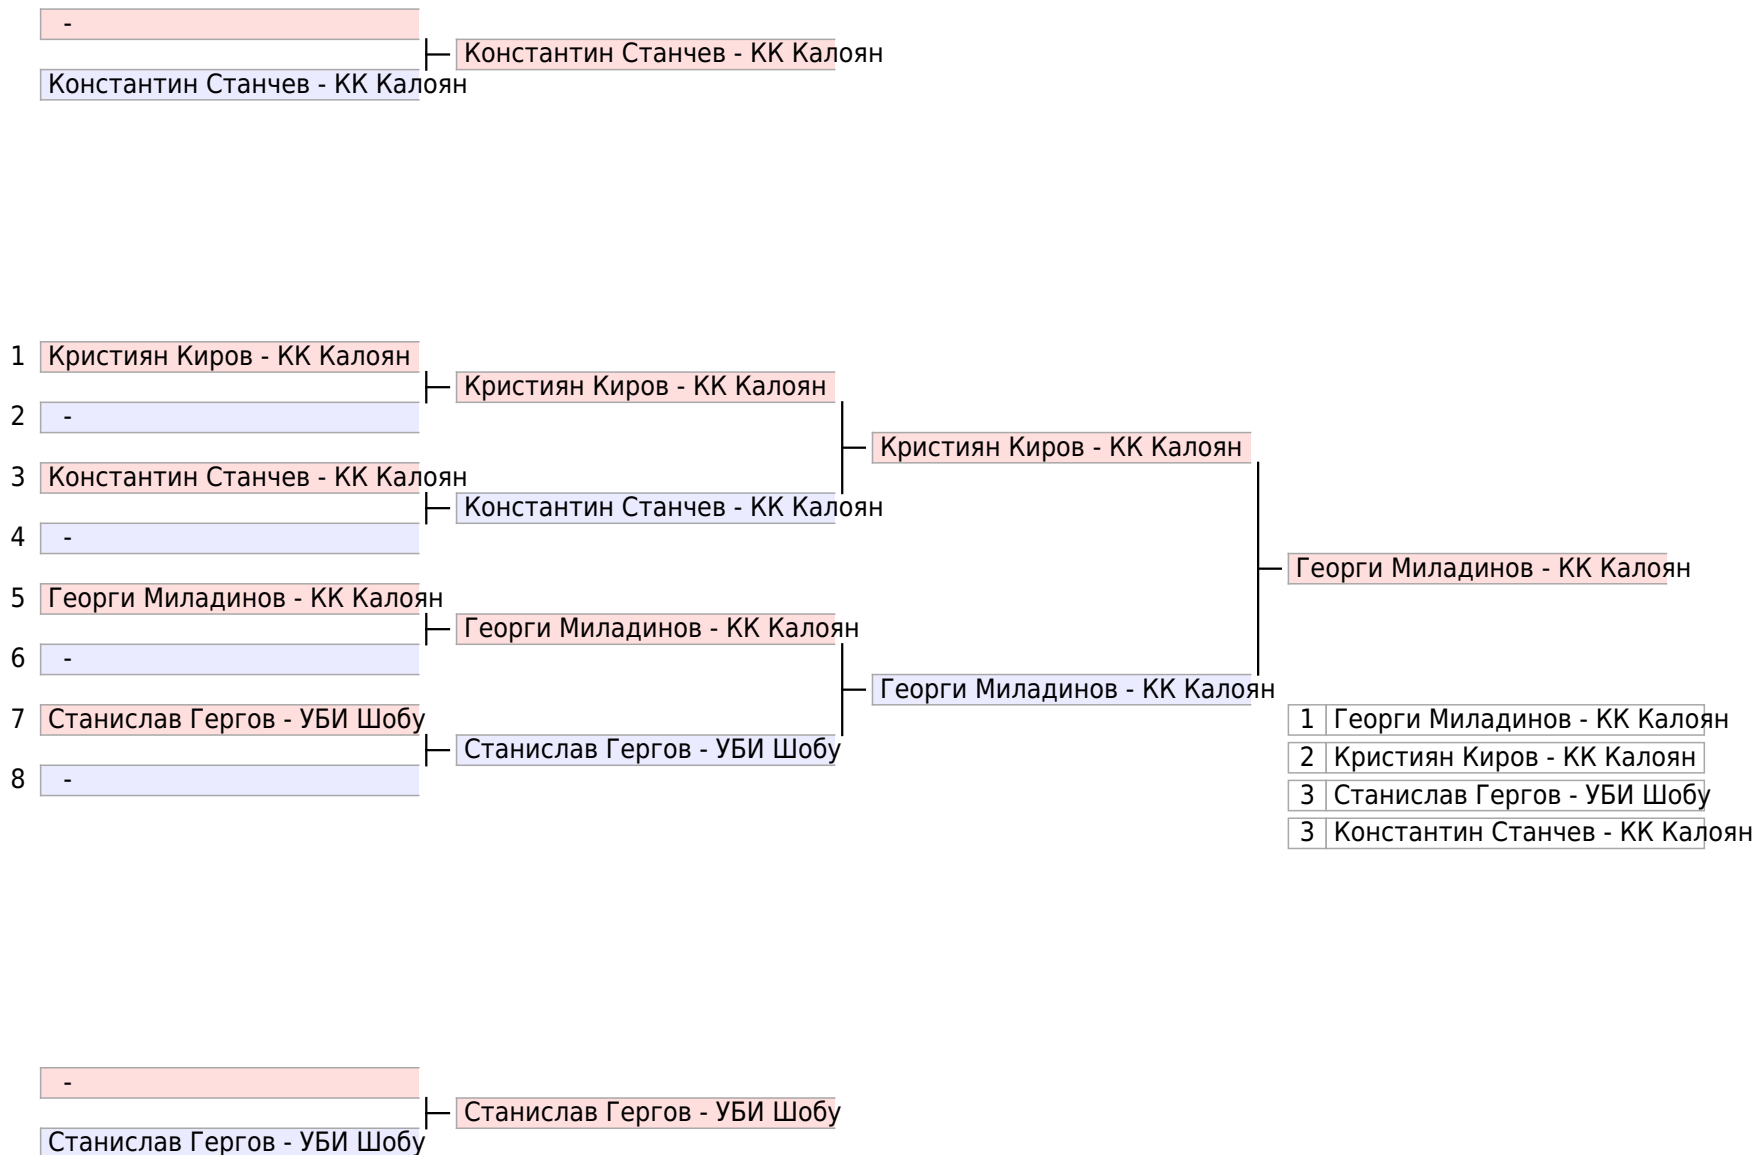 -
Константин Станчев - КК Калоян
Константин Станчев - КК Калоян
1 Кристиян Киров - КК Калоян
Кристиян Киров - КК Калоян
2 -
Кристиян Киров - КК Калоян
3 Константин Станчев - КК Калоян
Константин Станчев - КК Калоян
4 -
Георги Миладинов - КК Калоян
5 Георги Миладинов - КК Калоян
Георги Миладинов - КК Калоян
6 -
Георги Миладинов - КК Калоян
7 Станислав Гергов - УБИ Шобу
Станислав Гергов - УБИ Шобу
8 -
1 Георги Миладинов - КК Калоян
2 Кристиян Киров - КК Калоян
3 Станислав Гергов - УБИ Шобу
3 Константин Станчев - КК Калоян
-
Станислав Гергов - УБИ Шобу
Станислав Гергов - УБИ Шобу